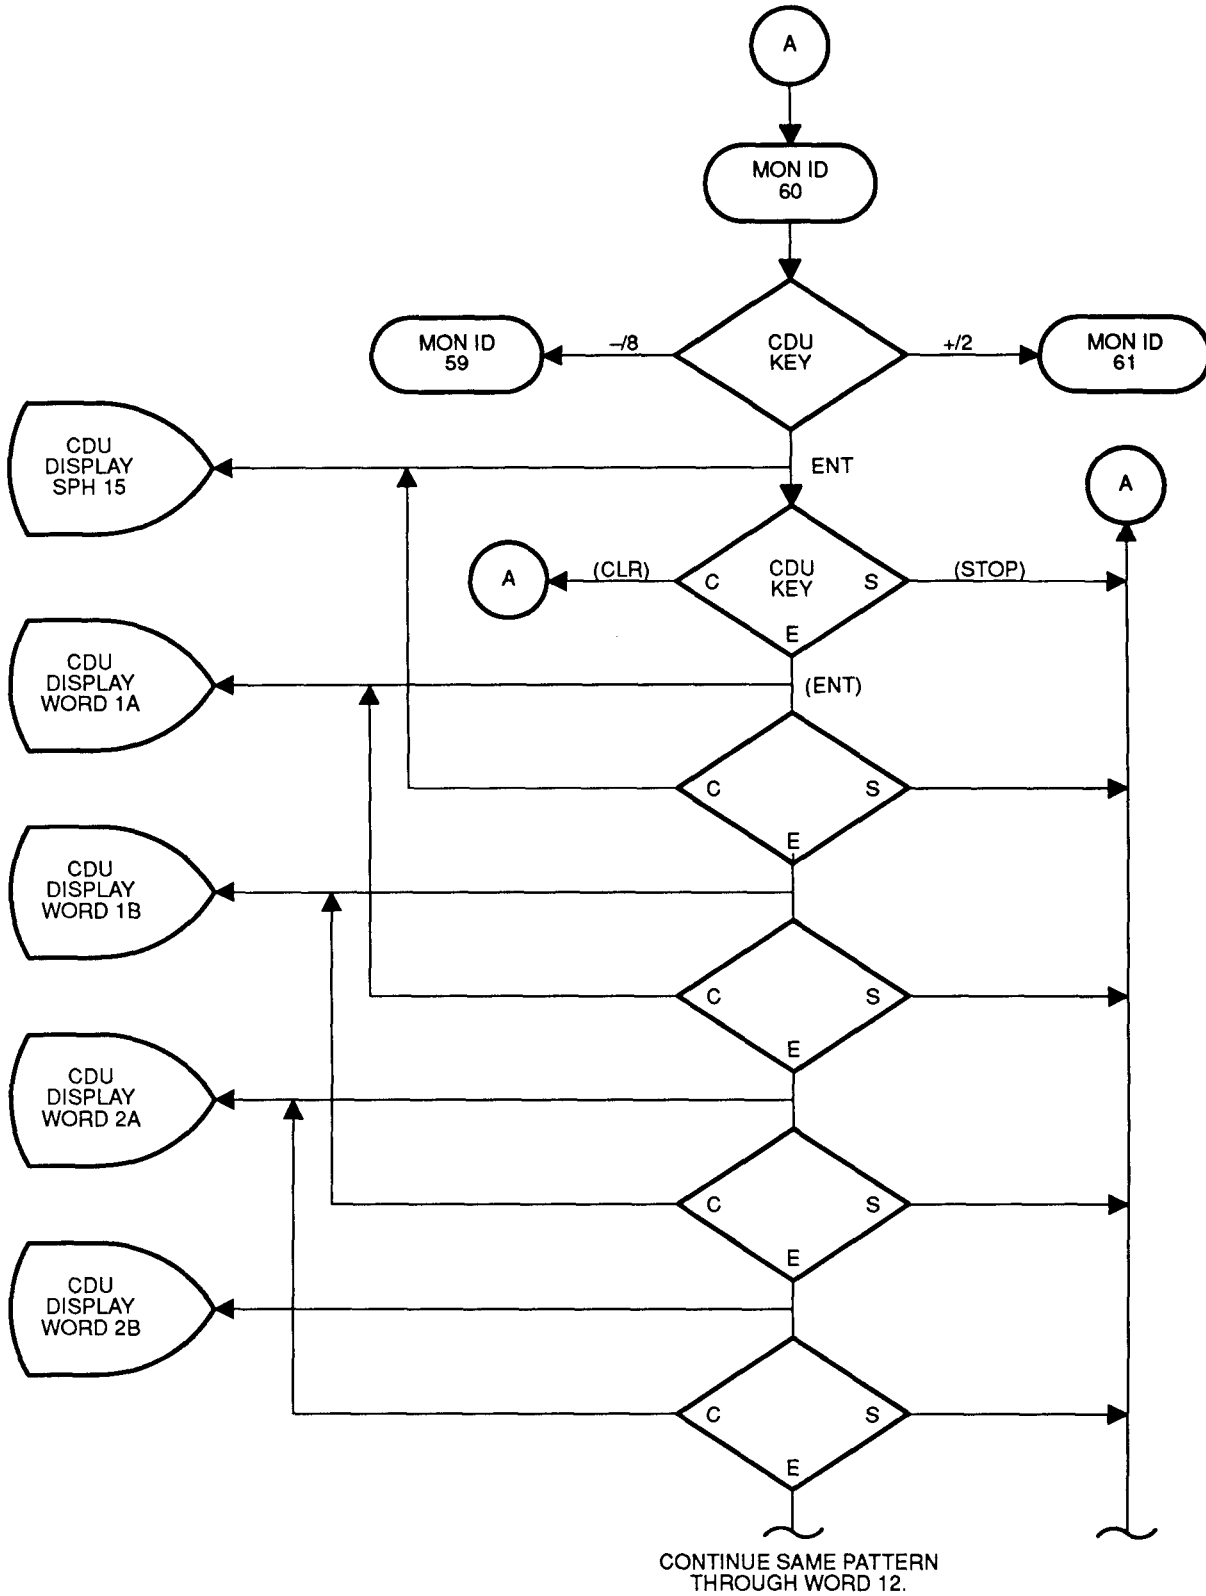 A
MON ID
60
MON ID
59
–/8
CDU
KEY
+/2
MON ID
61
CDU
DISPLAY
SPH 15
ENT
A
A
(CLR)
C
CDU
KEY
S
E
(STOP)
CDU
DISPLAY
WORD 1A
(ENT)
C
S
E
CDU
DISPLAY
WORD 1B
C
S
E
CDU
DISPLAY
WORD 2A
C
S
E
CDU
DISPLAY
WORD 2B
C
S
E
CONTINUE SAME PATTERN
THROUGH WORD 12.